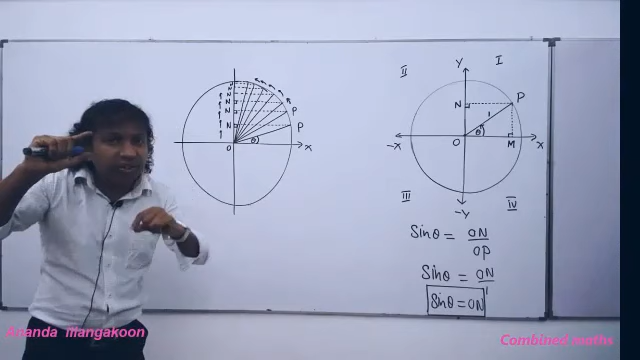 Y
II
I
P
N
N
P
N
P
N
1
O
θ
X
-X
O
θ
M
X
III
-Y
IV
Sinθ = ON
OP
Sinθ = ON
1
Sinθ = ON
Ananda Illangakoon
Combined maths